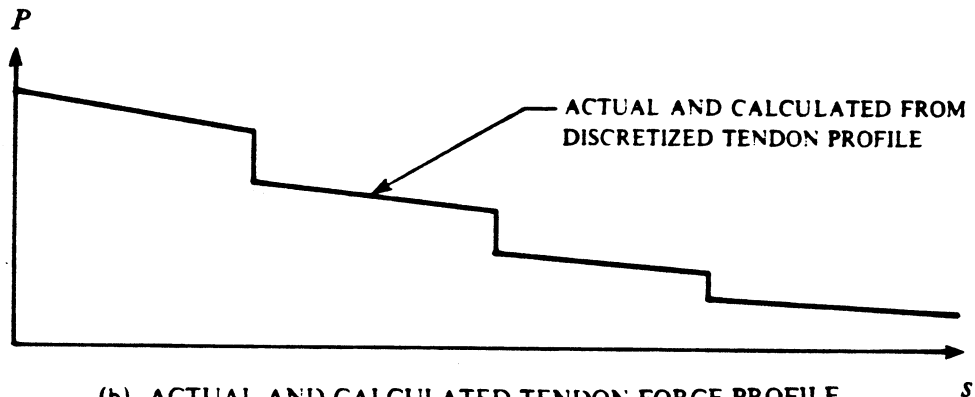 P
ACTUAL AND CALCULATED FROM
DISCRETIZED TENDON PROFILE
(b) ACTUAL AND CALCULATED TENDON FORCE PROFILE
s